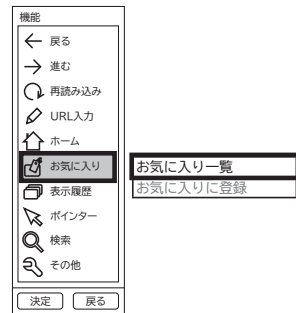 機能
戻る
進む
再読み込み
URL入力
ホーム
お気に入り
お気に入り一覧
お気に入りに登録
表示履歴
ポインター
検索
その他
決定 戻る